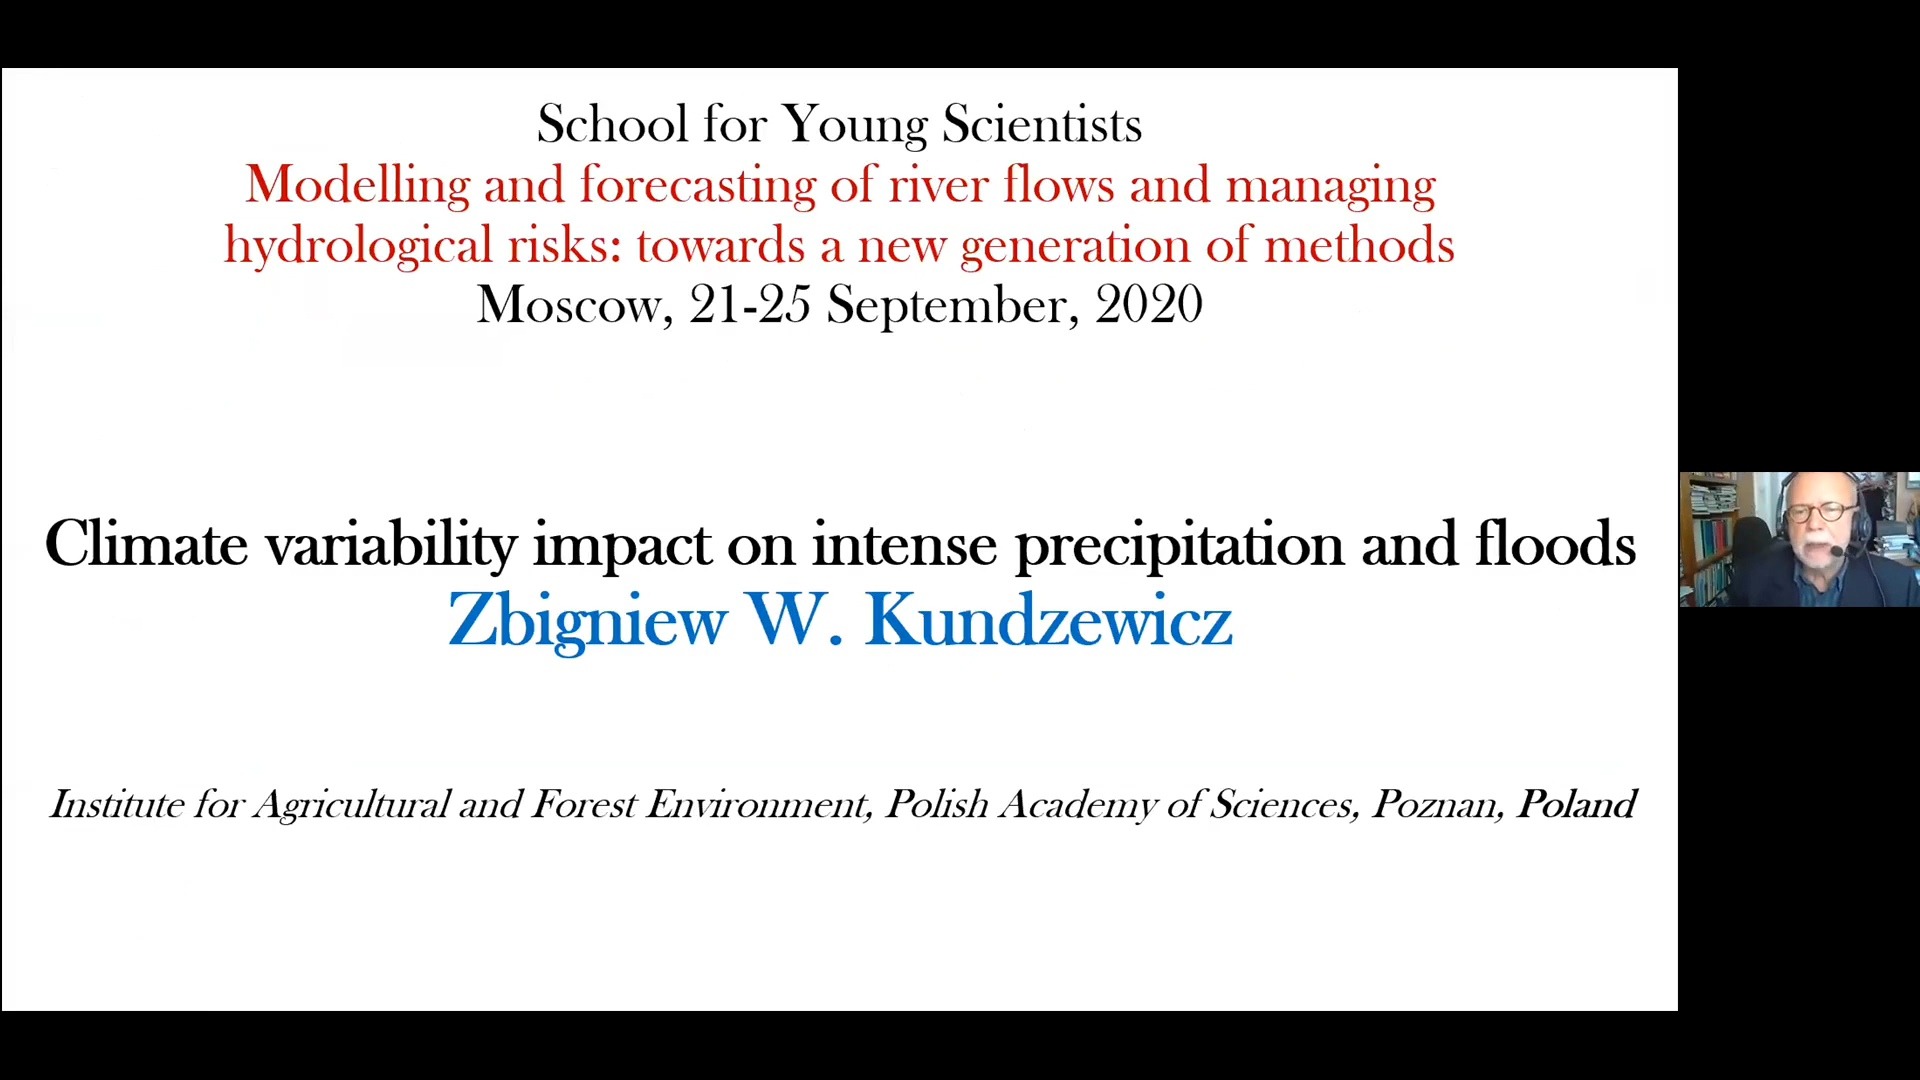 School for Young Scientists
Modelling and forecasting of river flows and managing
hydrological risks: towards a new generation of methods
Moscow, 21-25 September, 2020
Climate variability impact on intense precipitation and floods
Zbigniew W. Kundzewicz
Institute for Agricultural and Forest Environment, Polish Academy of Sciences, Poznan, Poland